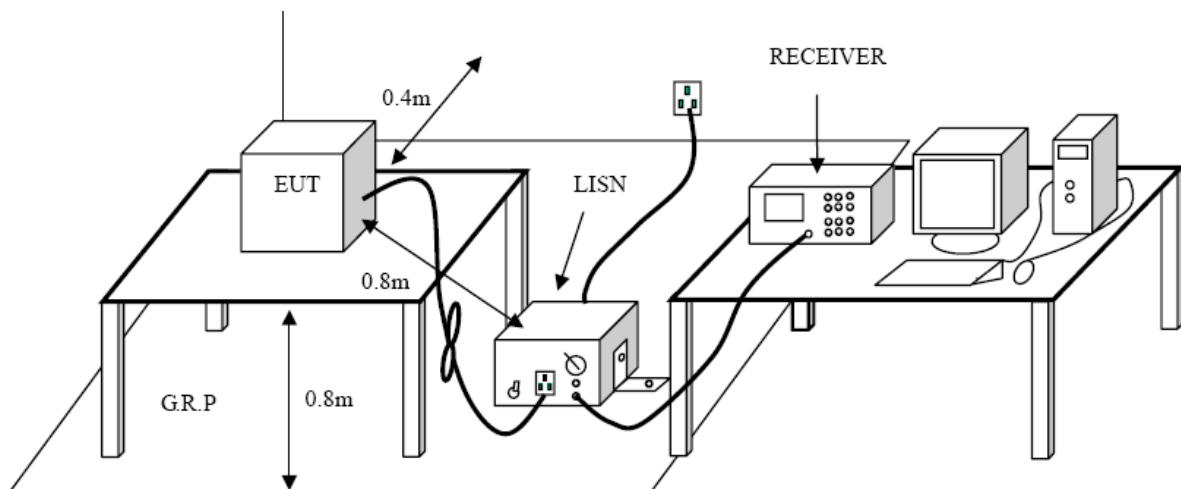 RECEIVER
0.4m
EUT
LISN
0.8m
G.R.P
0.8m